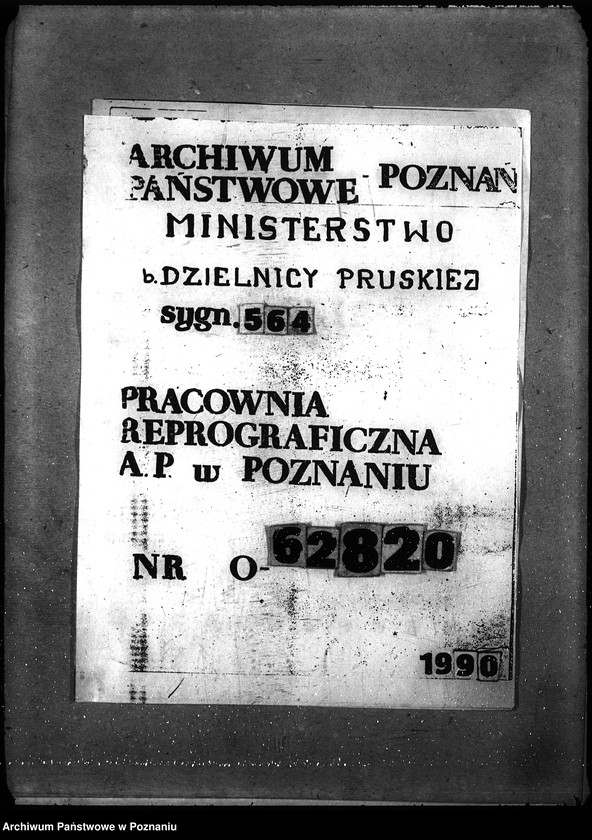 ARCHIWUM
PAŃSTWOWE - POZNAŃ
MINISTERSTWO
b. DZIELNICY PRUSKIEJ
sygn. 564
PRACOWNIA
REPROGRAFICZNA
A.P. w POZNANIU
NR O-62820
1990
Archiwum Państwowe w Poznaniu